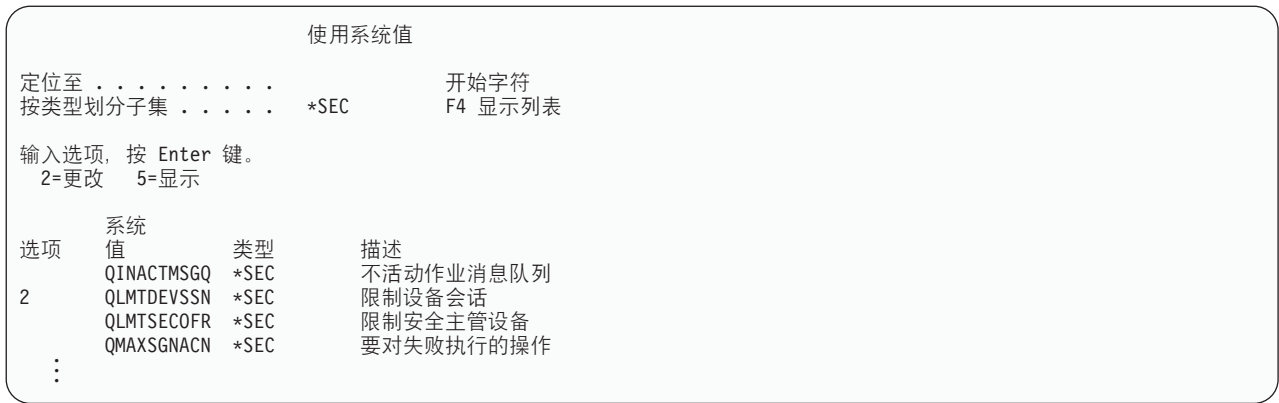 使用系统值
定位至 . . . . . . . . . 开始字符
按类型划分子集 . . . . . *SEC F4 显示列表
输入选项, 按 Enter 键。
2=更改 5=显示
系统
选项 值 类型 描述
QINACTMSGQ *SEC 不活动作业消息队列
2 QLMTDEVSSN *SEC 限制设备会话
QLMTSECOFR *SEC 限制安全主管设备
QMAXSGNACN *SEC 要对失败执行的操作